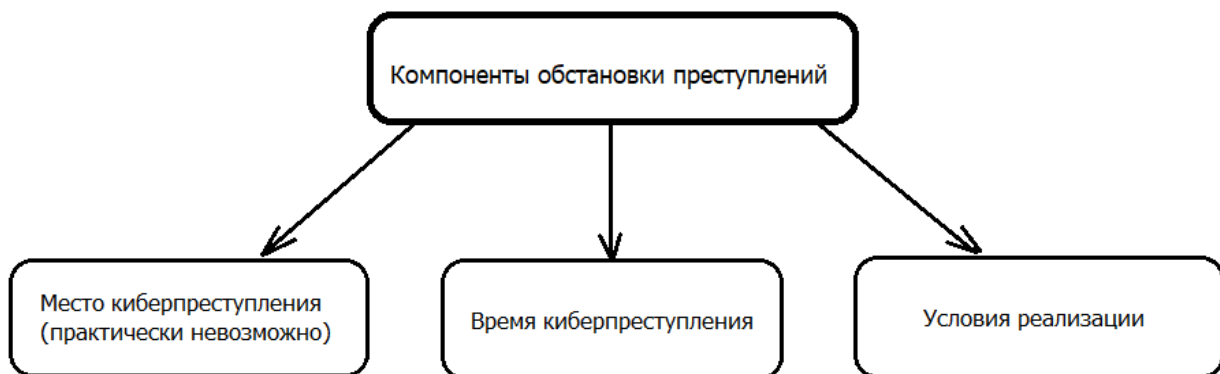 Компоненты обстановки преступлений
Место киберпреступления
(практически невозможно)
Время киберпреступления
Условия реализации